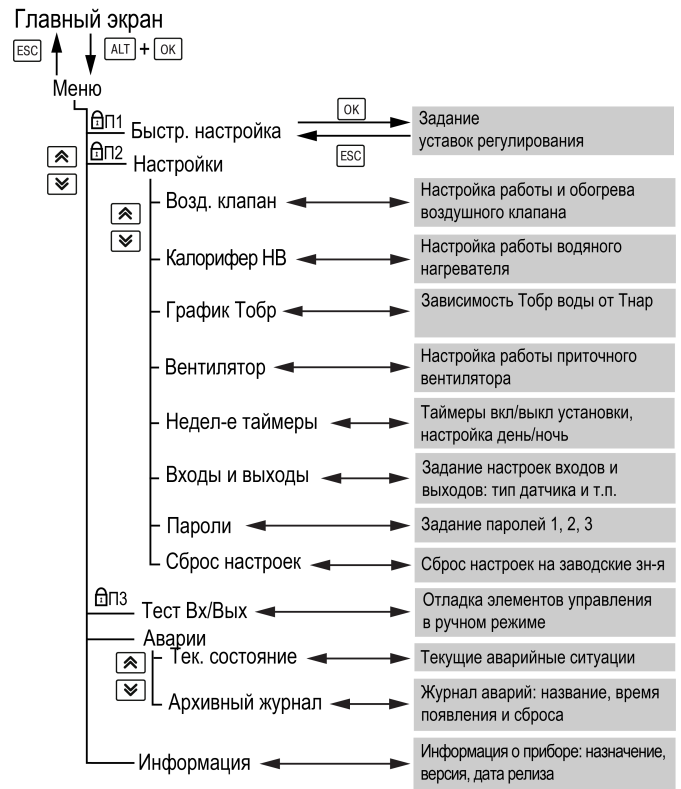 Главный экран
ESC
ALT + OK
Меню
П1
Быстр. настройка
OK
ESC
Задание
уставок регулирования
П2
Настройки
Возд. клапан
Настройка работы и обогрева
воздушного клапана
Калорифер НВ
Настройка работы водяного
нагревателя
График Тобр
Зависимость Тобр воды от Тнар
Вентилятор
Настройка работы приточного
вентилятора
Недел-е таймеры
Таймеры вкл/выкл установки,
настройка день/ночь
Входы и выходы
Задание настроек входов и
выходов: тип датчика и т.п.
Пароли
Задание паролей 1, 2, 3
Сброс настроек
Сброс настроек на заводские зн-я
П3
Тест Вх/Вых
Отладка элементов управления
в ручном режиме
Аварии
Тек. состояние
Текущие аварийные ситуации
Архивный журнал
Журнал аварий: название, время
появления и сброса
Информация
Информация о приборе: назначение,
версия, дата релиза